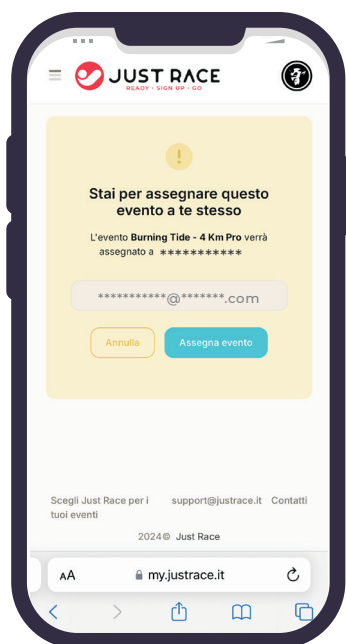 JUST RACE
READY - SIGN UP - GO
!
Stai per assegnare questo
evento a te stesso
L'evento Burning Tide - 4 Km Pro verrà
assegnato a ***********
***********@*******.com
Annulla
Assegna evento
Scegli Just Race per i
tuoi eventi
support@justrace.it
Contatti
2024© Just Race
AA
my.justrace.it